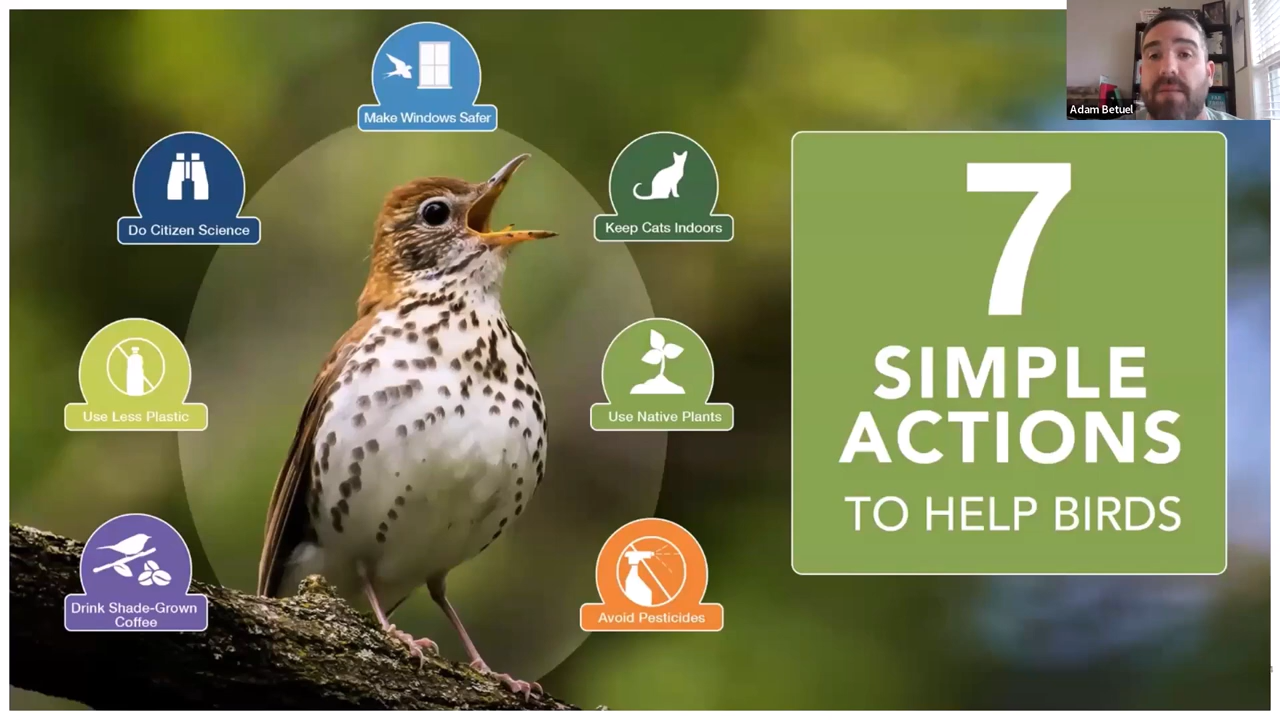 Make Windows Safer
Adam Betuel
Do Citizen Science
Keep Cats Indoors
Use Less Plastic
Use Native Plants
Drink Shade-Grown
Coffee
Avoid Pesticides
7
SIMPLE
ACTIONS
TO HELP BIRDS